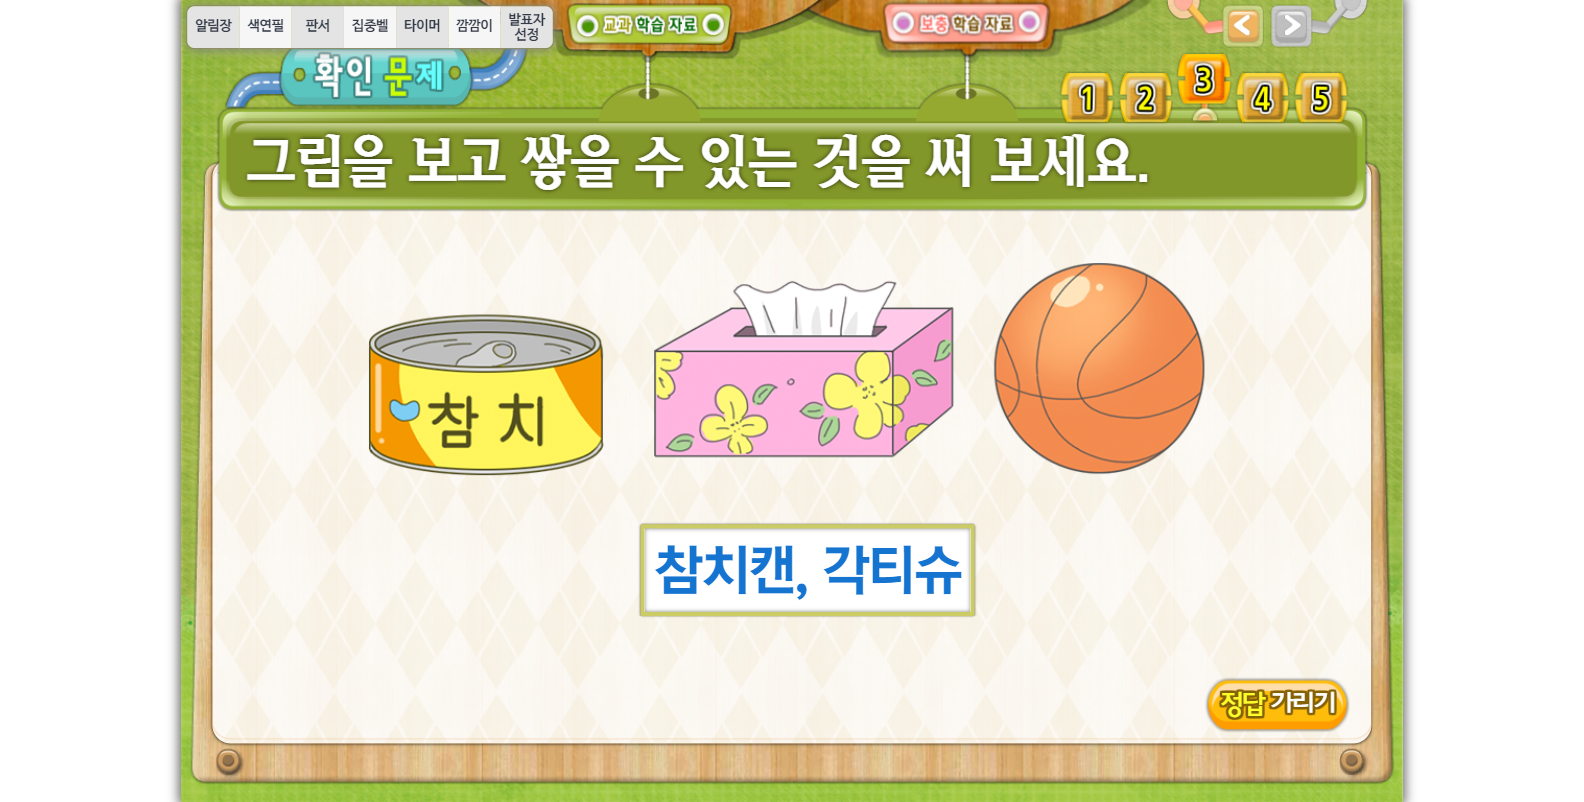 알림장 색연필 판서 집중벨 타이머 깜깜이 발표자 선정
교과 학습 자료
보충 학습 자료
확인 문제
1 2 3 4 5
그림을 보고 쌓을 수 있는 것을 써 보세요.
참 치
참치캔, 각티슈
정답 가리기